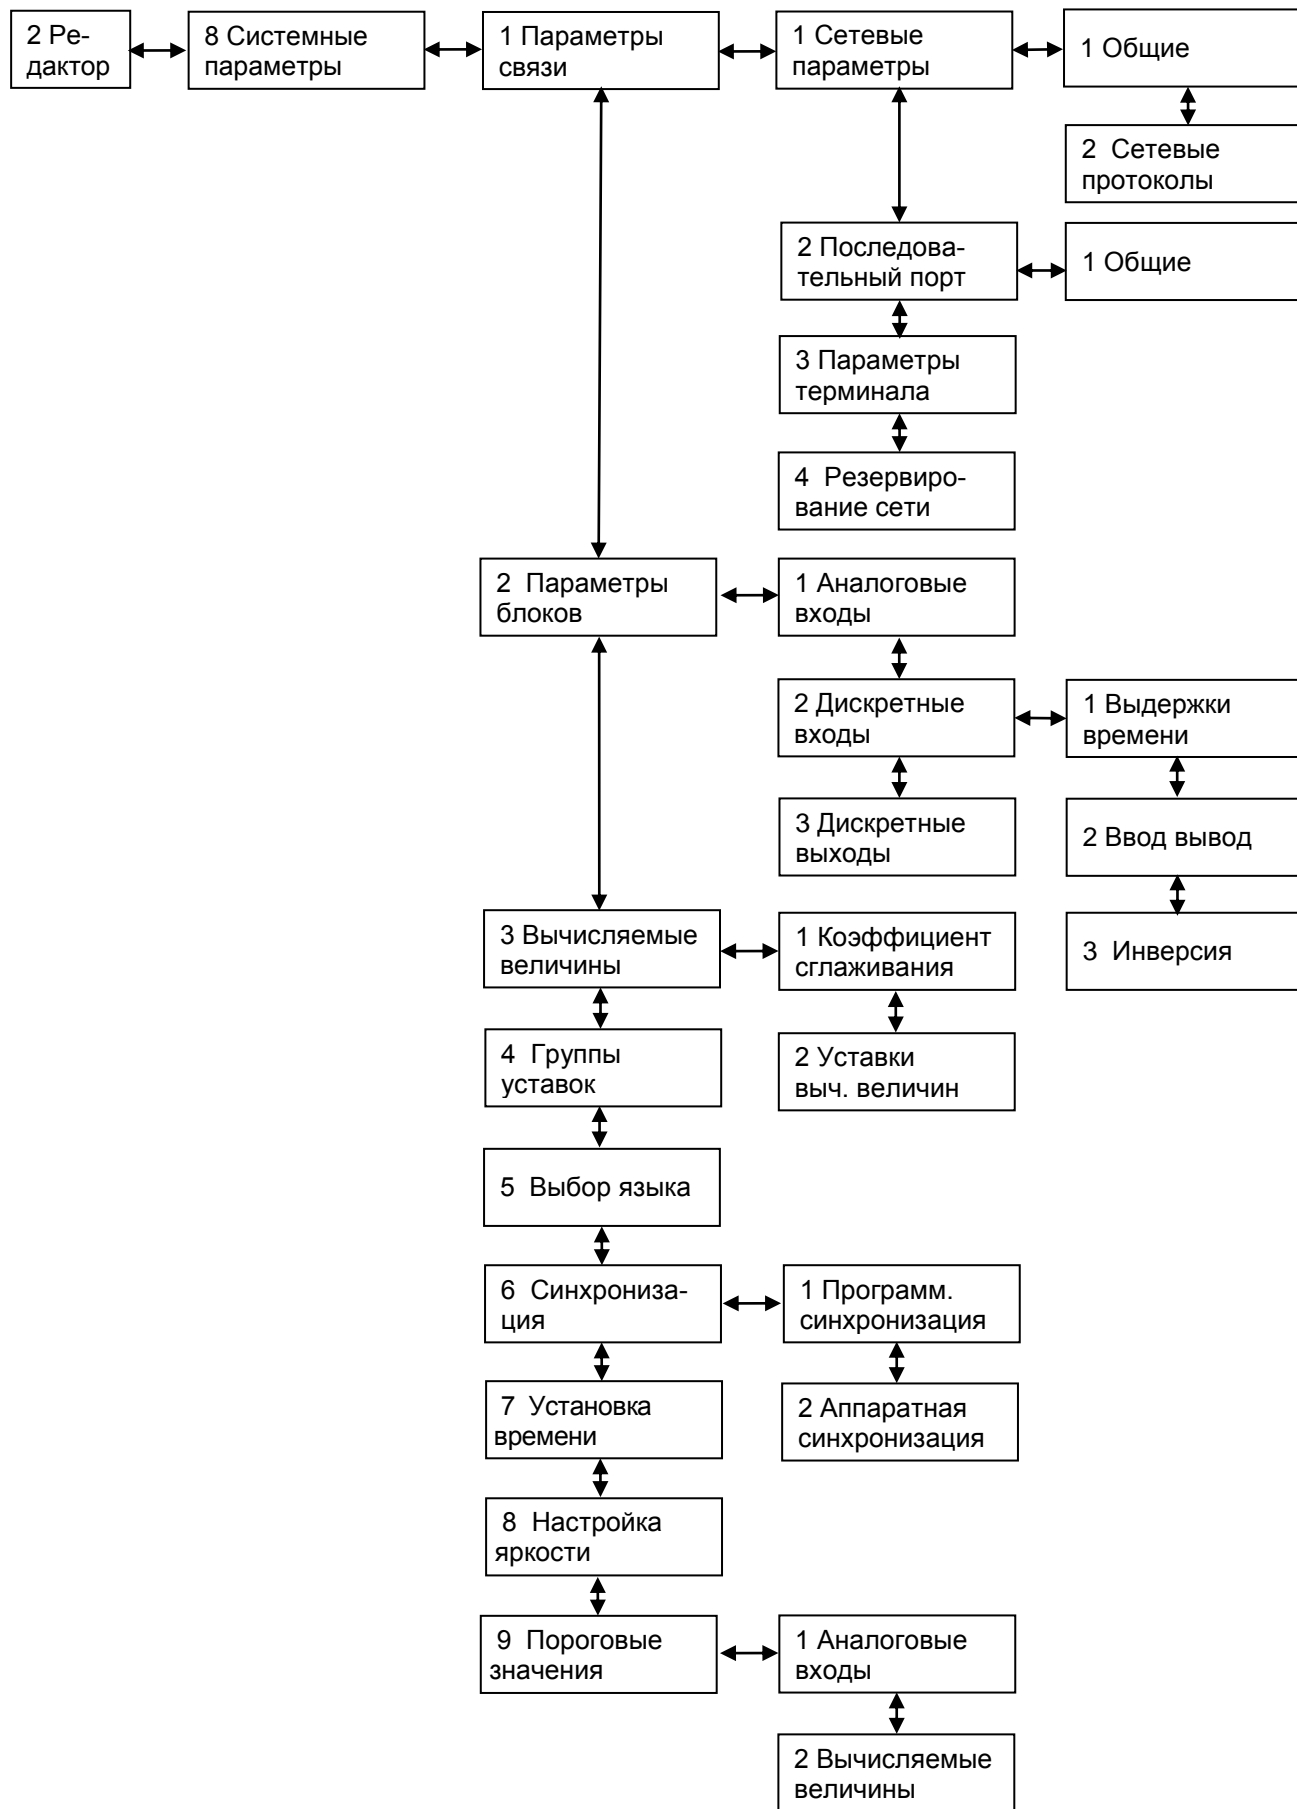 2 Ре-
дактор
8 Системные
параметры
1 Параметры
связи
1 Сетевые
параметры
1 Общие
2 Сетевые
протоколы
2 Последова-
тельный порт
1 Общие
3 Параметры
терминала
4 Резервиро-
вание сети
2 Параметры
блоков
1 Аналоговые
входы
2 Дискретные
входы
1 Выдержки
времени
3 Дискретные
выходы
2 Ввод вывод
3 Вычисляемые
величины
1 Коэффициент
сглаживания
3 Инверсия
4 Группы
уставок
2 Уставки
выч. величин
5 Выбор языка
6 Синхрониза-
ция
1 Программ.
синхронизация
7 Установка
времени
2 Аппаратная
синхронизация
8 Настройка
яркости
9 Пороговые
значения
1 Аналоговые
входы
2 Вычисляемые
величины